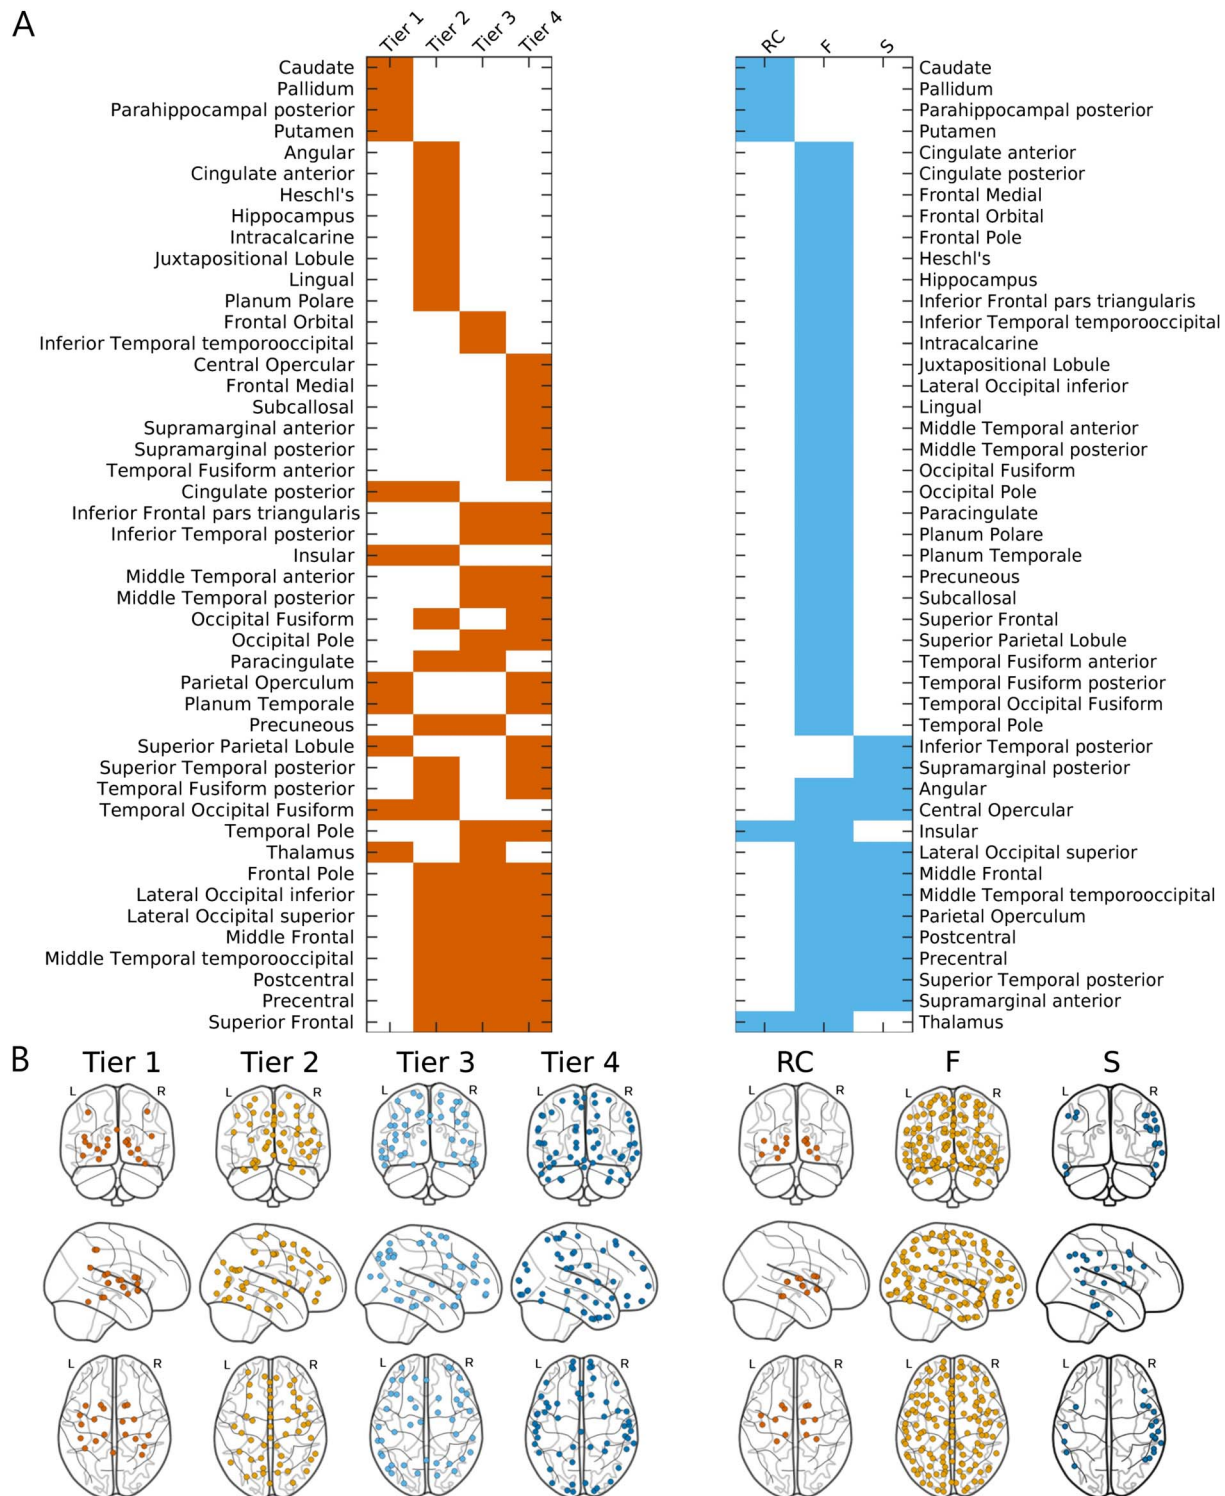 A
Tier 1 Tier 2 Tier 3 Tier 4
Caudate
Pallidum
Parahippocampal posterior
Putamen
Angular
Cingulate anterior
Heschl's
Hippocampus
Intracalcarine
Juxtapositional Lobule
Lingual
Planum Polare
Frontal Orbital
Inferior Temporal temporooccipital
Central Opercular
Frontal Medial
Subcallosal
Supramarginal anterior
Supramarginal posterior
Temporal Fusiform anterior
Cingulate posterior
Inferior Frontal pars triangularis
Inferior Temporal posterior
Insular
Middle Temporal anterior
Middle Temporal posterior
Occipital Fusiform
Occipital Pole
Paracingulate
Parietal Operculum
Planum Temporale
Precuneous
Superior Parietal Lobule
Superior Temporal posterior
Temporal Fusiform posterior
Temporal Occipital Fusiform
Temporal Pole
Thalamus
Frontal Pole
Lateral Occipital inferior
Lateral Occipital superior
Middle Frontal
Middle Temporal temporooccipital
Postcentral
Precentral
Superior Frontal
RC F S
Caudate
Pallidum
Parahippocampal posterior
Putamen
Cingulate anterior
Cingulate posterior
Frontal Medial
Frontal Orbital
Frontal Pole
Heschl's
Hippocampus
Inferior Frontal pars triangularis
Inferior Temporal temporooccipital
Intracalcarine
Juxtapositional Lobule
Lateral Occipital inferior
Lingual
Middle Temporal anterior
Middle Temporal posterior
Occipital Fusiform
Occipital Pole
Paracingulate
Planum Polare
Planum Temporale
Precuneous
Subcallosal
Superior Frontal
Superior Parietal Lobule
Temporal Fusiform anterior
Temporal Fusiform posterior
Temporal Occipital Fusiform
Temporal Pole
Inferior Temporal posterior
Supramarginal posterior
Angular
Central Opercular
Insular
Lateral Occipital superior
Middle Frontal
Middle Temporal temporooccipital
Parietal Operculum
Postcentral
Precentral
Superior Temporal posterior
Supramarginal anterior
Thalamus
B
Tier 1 Tier 2 Tier 3 Tier 4 RC F S
L R L R L R L R L R L R L R
L R L R L R L R L R L R L R